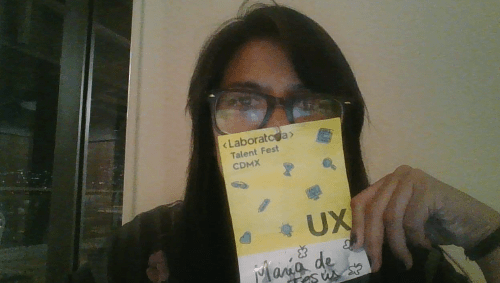 <Laboratoria>
Talent Fest
CDMX
UX
María de
Jesús